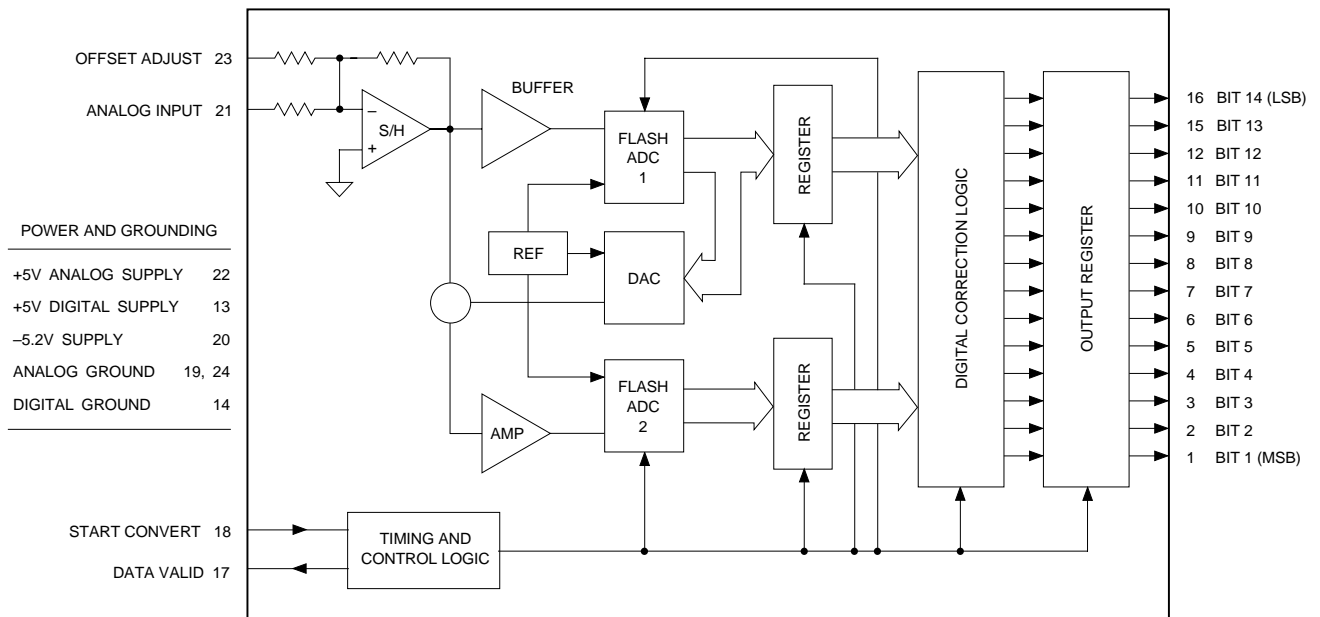 OFFSET ADJUST 23
ANALOG INPUT 21
– S/H +
BUFFER
FLASH
ADC
1
REGISTER
REF
DAC
FLASH
ADC
2
AMP
REGISTER
DIGITAL CORRECTION LOGIC
OUTPUT REGISTER
16 BIT 14 (LSB)
15 BIT 13
12 BIT 12
11 BIT 11
10 BIT 10
9 BIT 9
8 BIT 8
7 BIT 7
6 BIT 6
5 BIT 5
4 BIT 4
3 BIT 3
2 BIT 2
1 BIT 1 (MSB)
POWER AND GROUNDING
+5V ANALOG SUPPLY 22
+5V DIGITAL SUPPLY 13
–5.2V SUPPLY 20
ANALOG GROUND 19, 24
DIGITAL GROUND 14
START CONVERT 18
DATA VALID 17
TIMING AND
CONTROL LOGIC